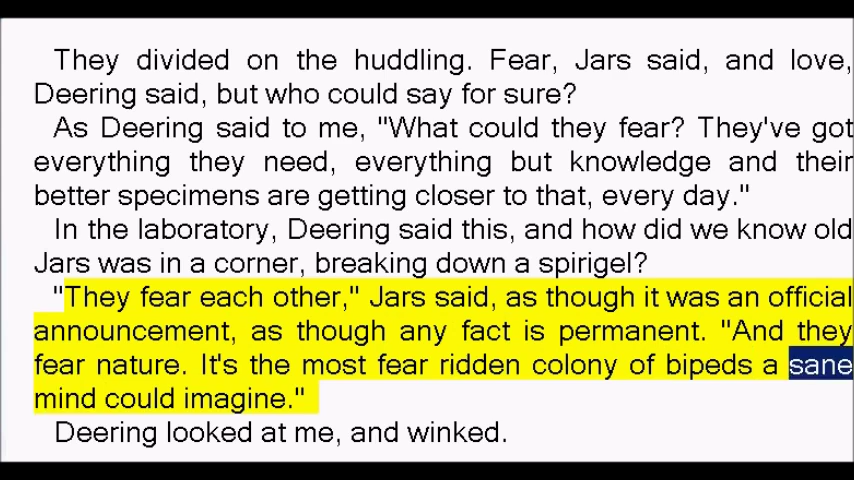 They divided on the huddling. Fear, Jars said, and love,
Deering said, but who could say for sure?
As Deering said to me, "What could they fear? They've got
everything they need, everything but knowledge and their
better specimens are getting closer to that, every day."
In the laboratory, Deering said this, and how did we know old
Jars was in a corner, breaking down a spirigel?
"They fear each other," Jars said, as though it was an official
announcement, as though any fact is permanent. "And they
fear nature. It's the most fear ridden colony of bipeds a sane
mind could imagine."
Deering looked at me, and winked.